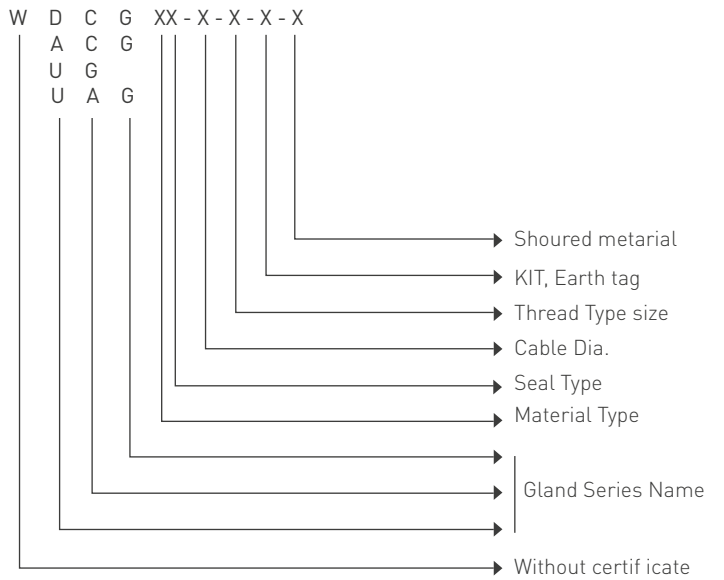 W D C C G XX - X - X - X - X
A C G
U G
U A G
Shoured metarial
KIT, Earth tag
Thread Type size
Cable Dia.
Seal Type
Material Type
Gland Series Name
Without certif icate